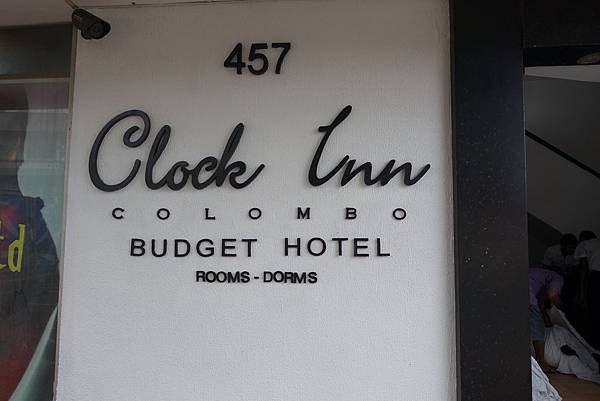 457
Clock Inn
COLOMBO
BUDGET HOTEL
ROOMS - DORMS